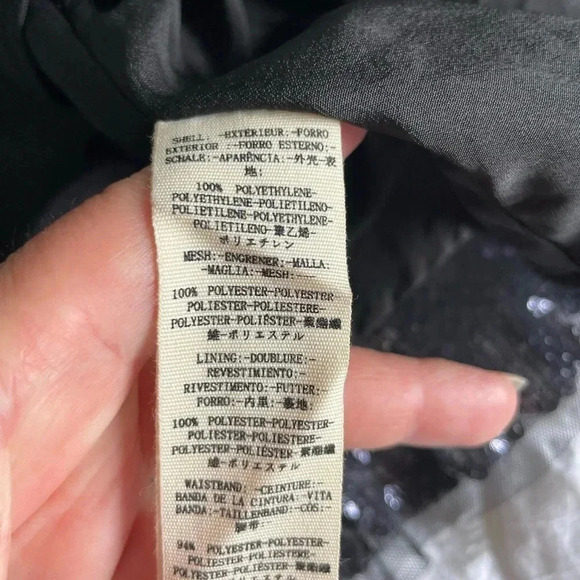 SHELL: -EXTERIEUR:-FORRO
EXTERIOR :-FORRO ESTERNO:-
SCHALE:-APARÊNCIA:-外壳-表
地:
100% POLYETHYLENE-
POLYETHYLENE-POLIETILENO-
POLIETILENE-POLYETHYLENE-
POLIETILENO-聚乙烯-
ポリエチレン
MESH:-ENGRENER:-MALLA:
-MAGLIA:-MESH:
100% POLYESTER-POLYESTER-
POLIESTER-POLIESTERE-
POLYESTER-POLIÉSTER-聚酯纖
維-ポリエステル
LINING:-DOUBLURE:-
REVESTIMIENTO:-
RIVESTIMENTO:-FUTTER:-
FORRO:-内里:-裏地:
100% POLYESTER-POLYESTER-
POLIESTER-POLIESTERE-
POLYESTER-POLIÉSTER-聚酯纖
維-ポリエステル
WAISTBAND -CEINTURE:-
BANDA DE LA CINTURA:-VITA
BANDA:-TAILLENBAND:-CÓS:-
94% POLYESTER-POLYESTER-
POLIESTER-POLIESTERE-